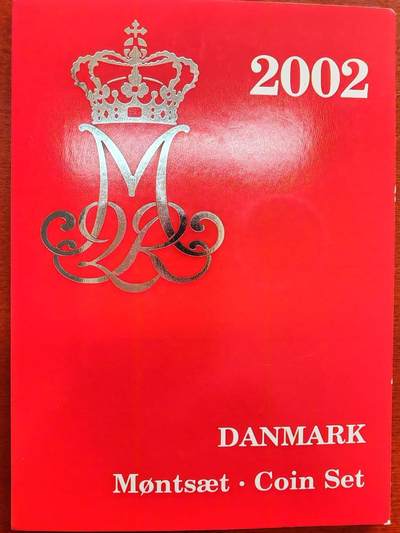 2002
DANMARK
Møntsæt · Coin Set